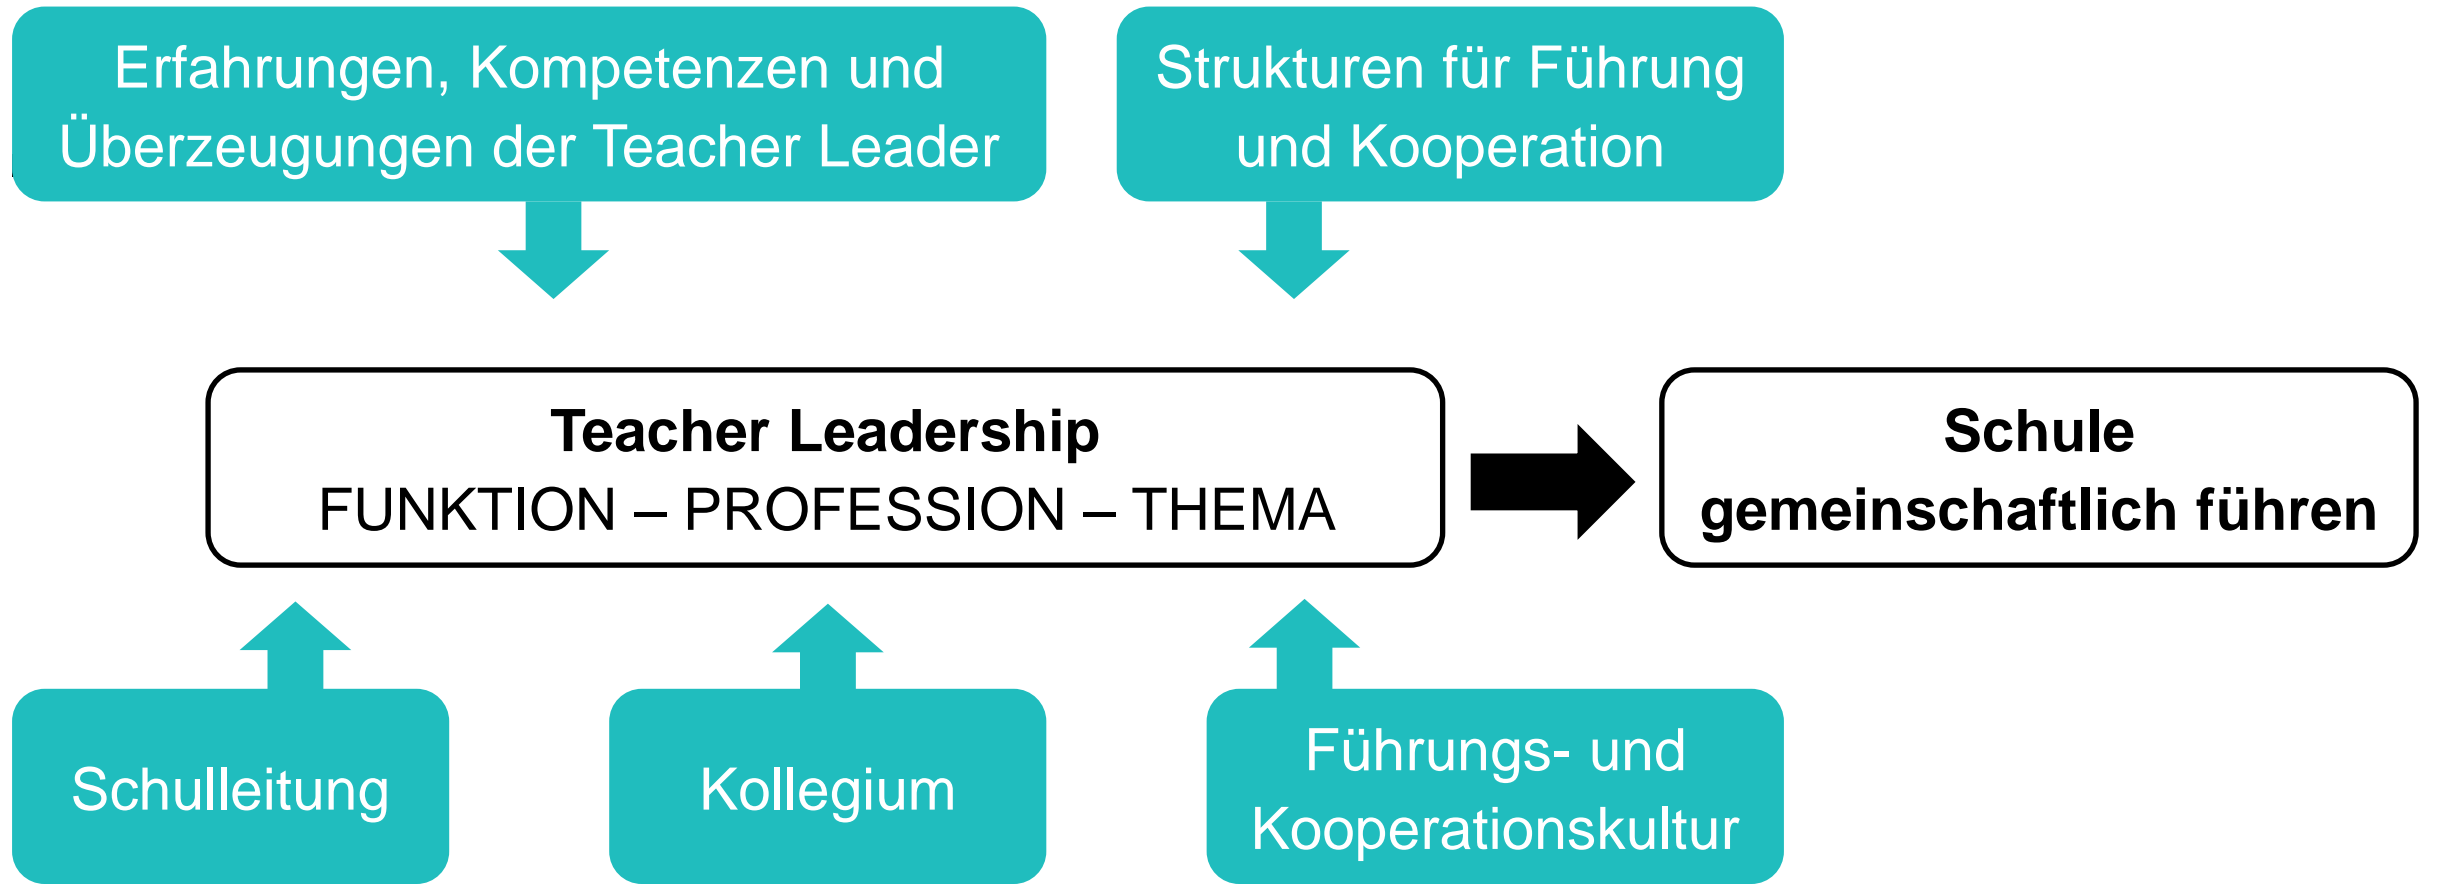 Erfahrungen, Kompetenzen und
Überzeugungen der Teacher Leader
Strukturen für Führung
und Kooperation
Teacher Leadership
FUNKTION – PROFESSION – THEMA
Schule
gemeinschaftlich führen
Schulleitung
Kollegium
Führungs- und
Kooperationskultur